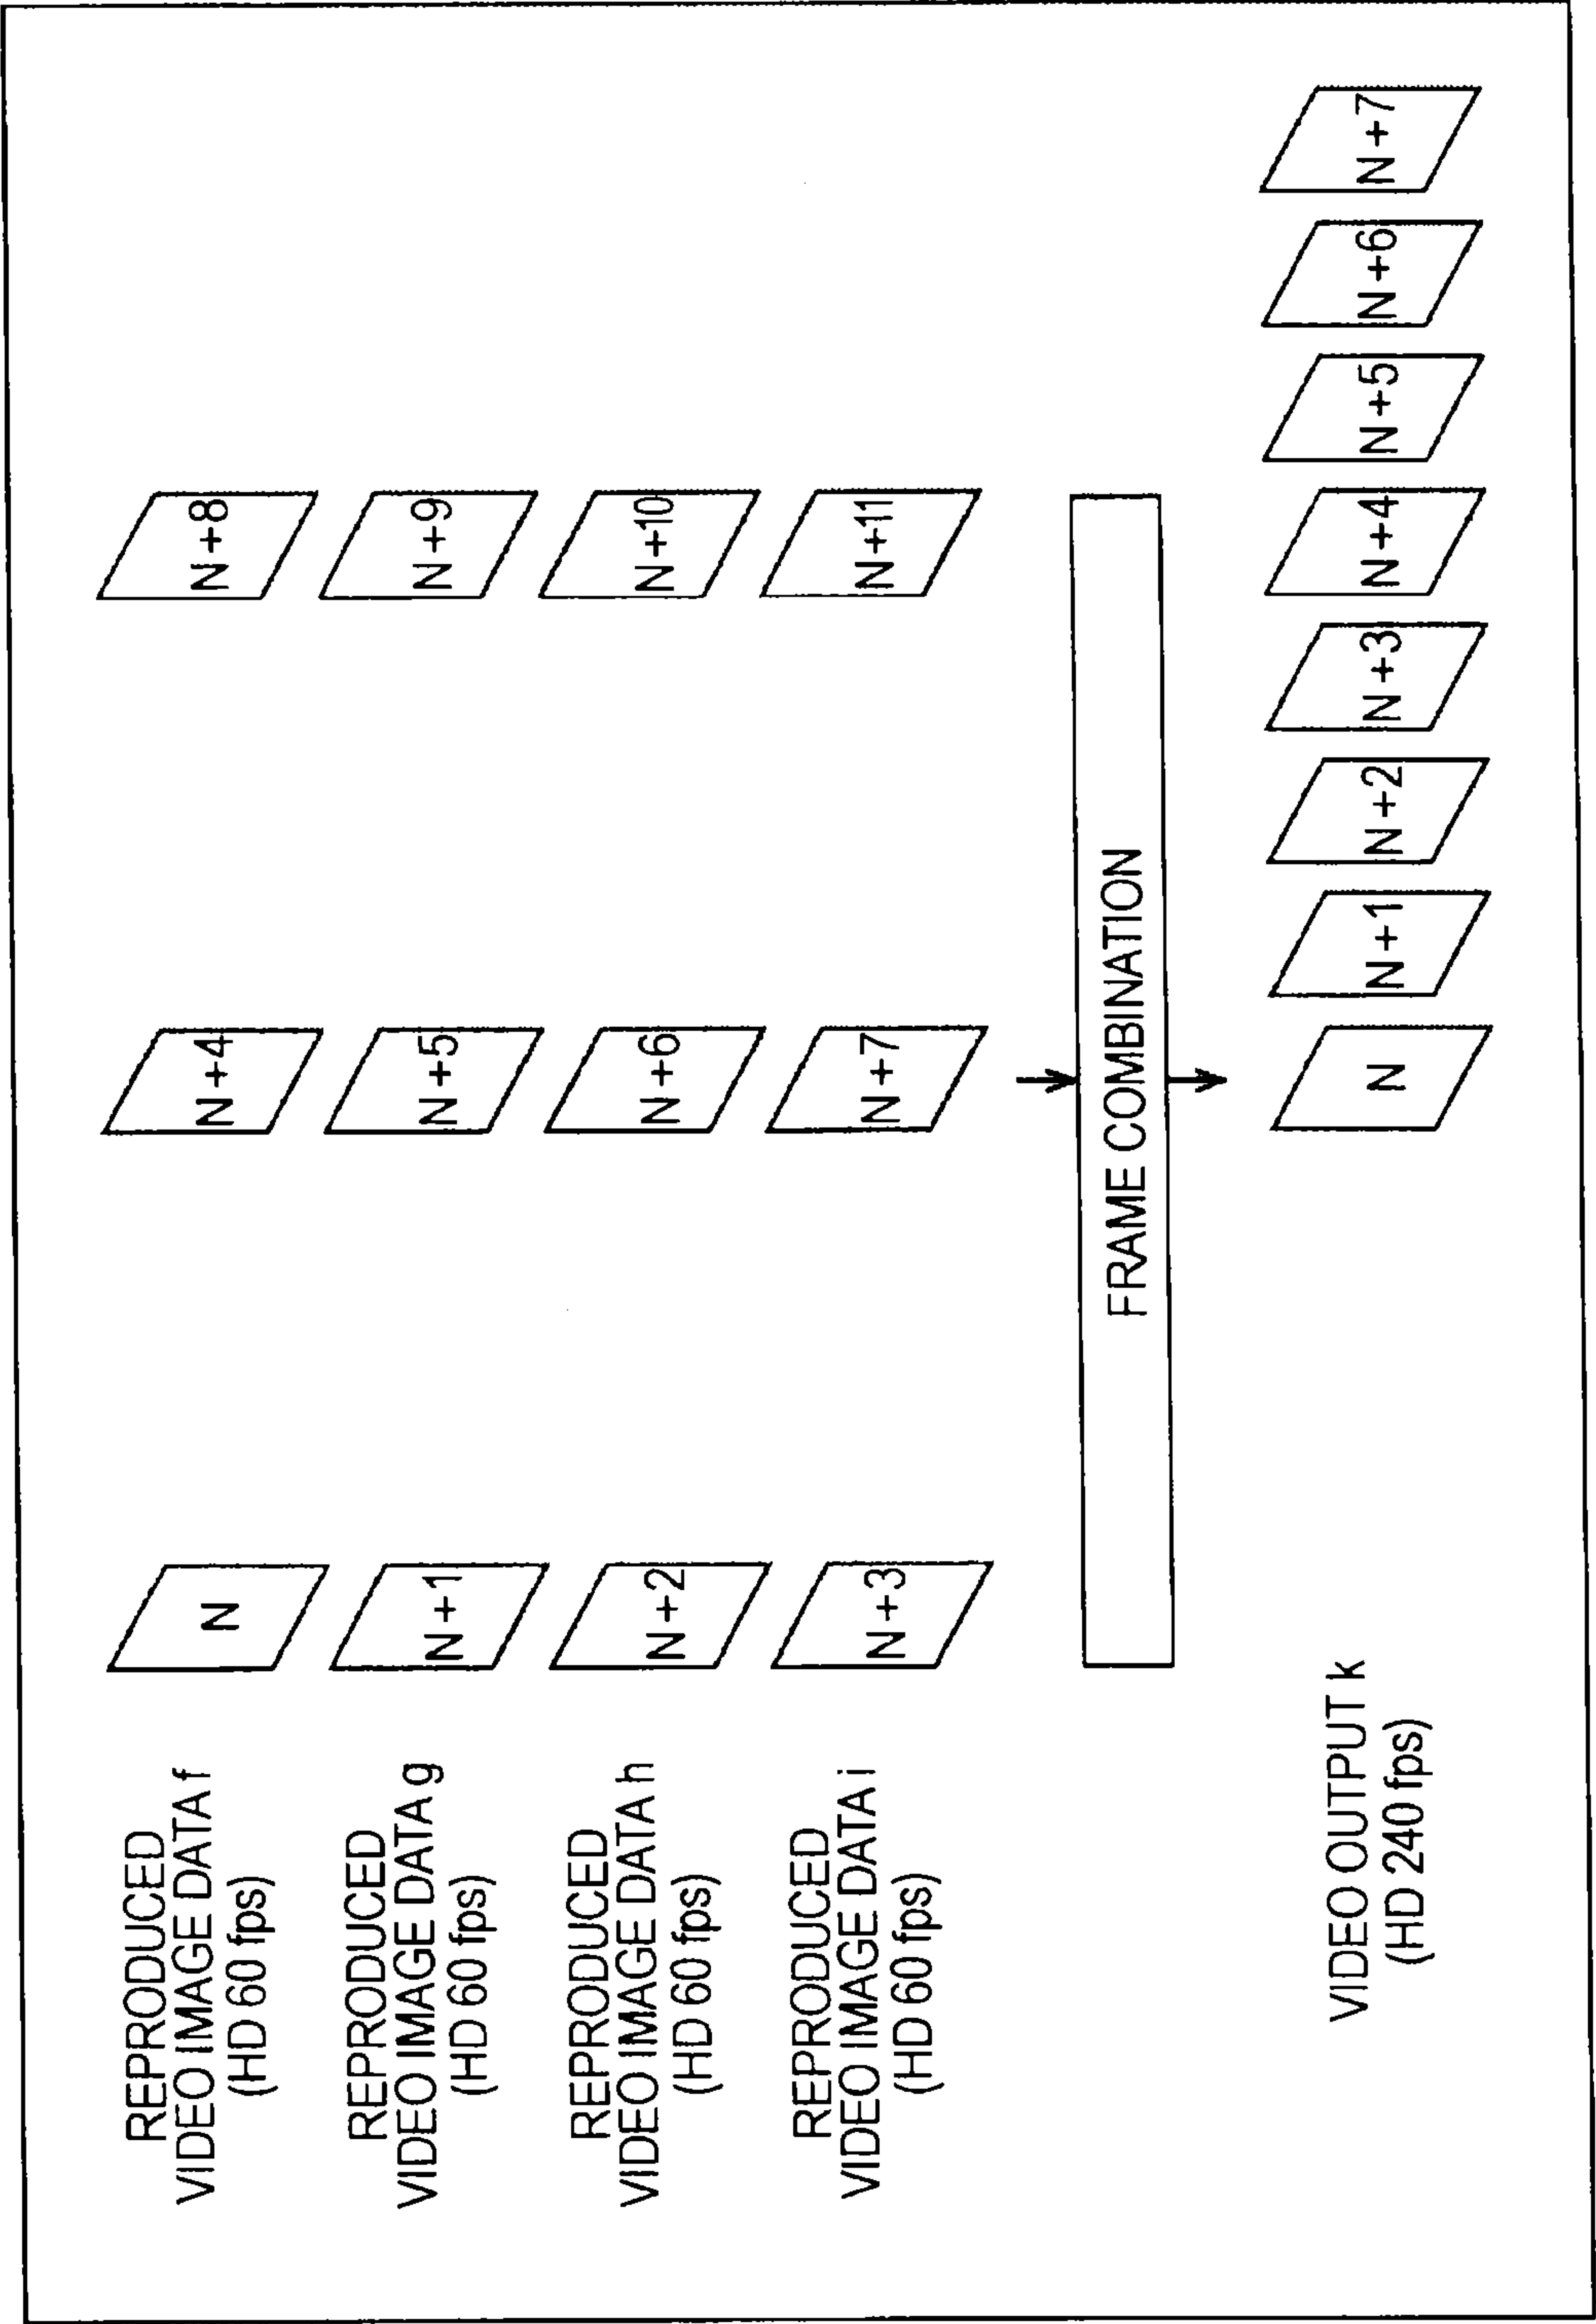 REPRODUCED
VIDEO IMAGE DATA f
(HD 60 fps)
N
N+4
N+8
REPRODUCED
VIDEO IMAGE DATA g
(HD 60 fps)
N+1
N+5
N+9
REPRODUCED
VIDEO IMAGE DATA h
(HD 60 fps)
N+2
N+6
N+10
REPRODUCED
VIDEO IMAGE DATA i
(HD 60 fps)
N+3
N+7
N+11
FRAME COMBINATION
VIDEO OUTPUT k
(HD 240 fps)
N
N+1
N+2
N+3
N+4
N+5
N+6
N+7